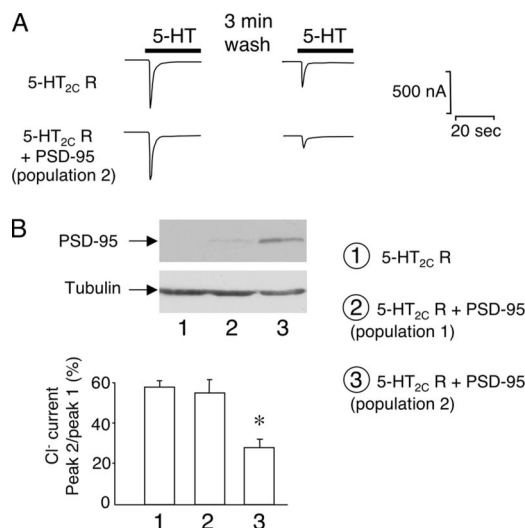 A
5-HT
3 min
wash
5-HT
5-HT2C R
5-HT2C R
+ PSD-95
(population 2)
500 nA
20 sec
B
PSD-95
Tubulin
1 2 3
1 5-HT2C R
2 5-HT2C R + PSD-95
(population 1)
3 5-HT2C R + PSD-95
(population 2)
Cl- current
Peak 2/peak 1 (%)
60
40
20
0
*
1 2 3